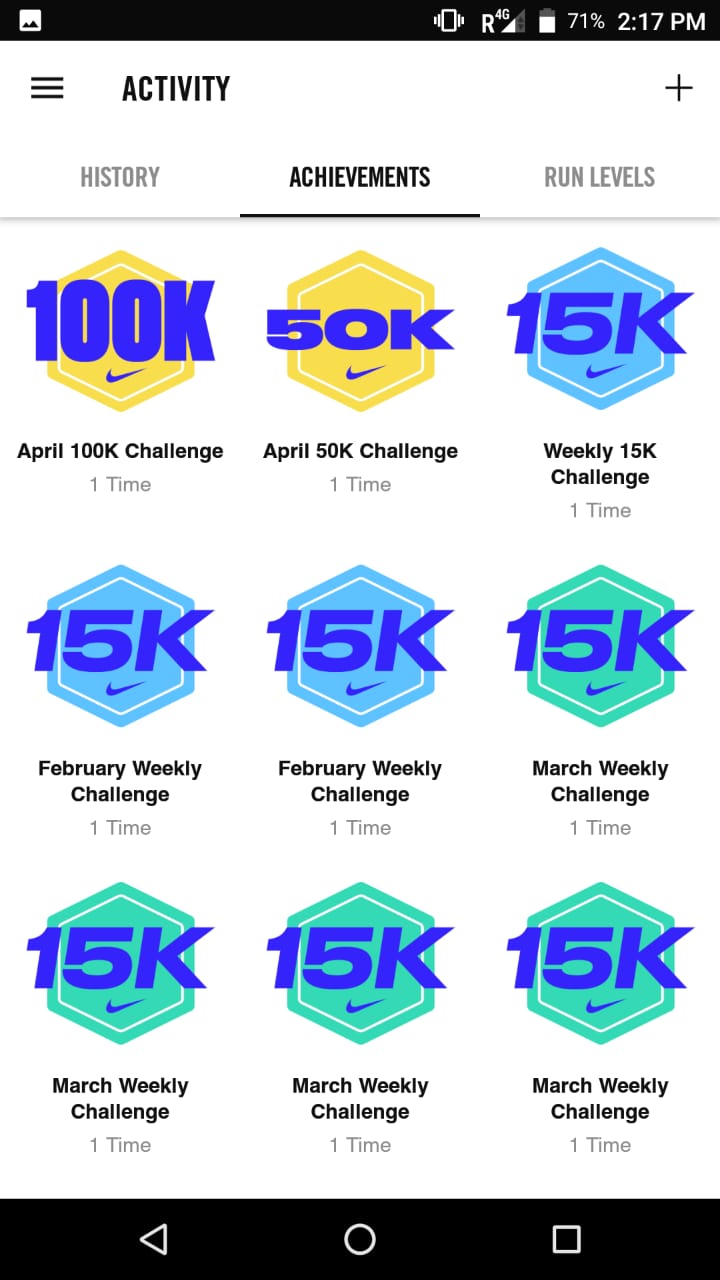 R 4G 71% 2:17 PM
ACTIVITY
HISTORY ACHIEVEMENTS RUN LEVELS
100K 50K 15K
April 100K Challenge
1 Time
April 50K Challenge
1 Time
Weekly 15K
Challenge
1 Time
15K 15K 15K
February Weekly
Challenge
1 Time
February Weekly
Challenge
1 Time
March Weekly
Challenge
1 Time
15K 15K 15K
March Weekly
Challenge
1 Time
March Weekly
Challenge
1 Time
March Weekly
Challenge
1 Time